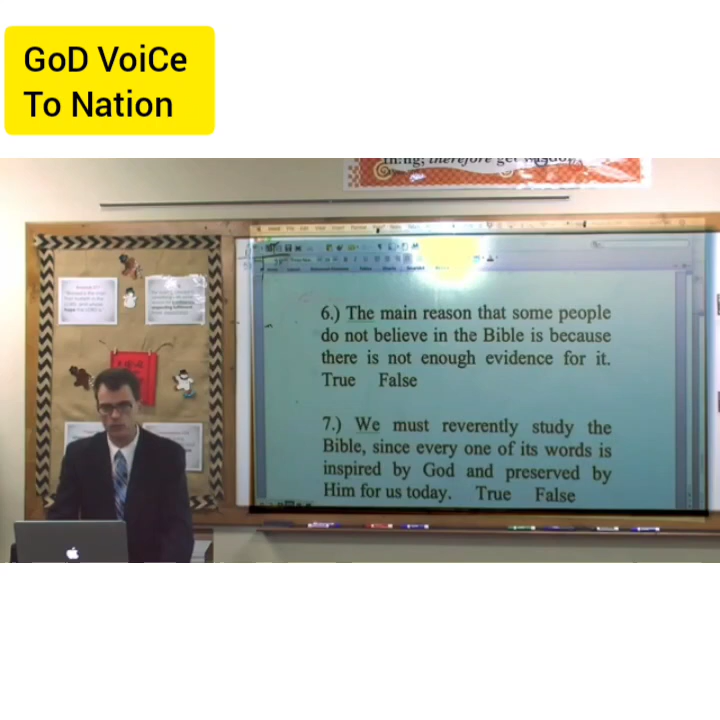 GoD VoiCe
To Nation
therefore get
6.) The main reason that some people
do not believe in the Bible is because
there is not enough evidence for it.
True False
7.) We must reverently study the
Bible, since every one of its words is
inspired by God and preserved by
Him for us today. True False